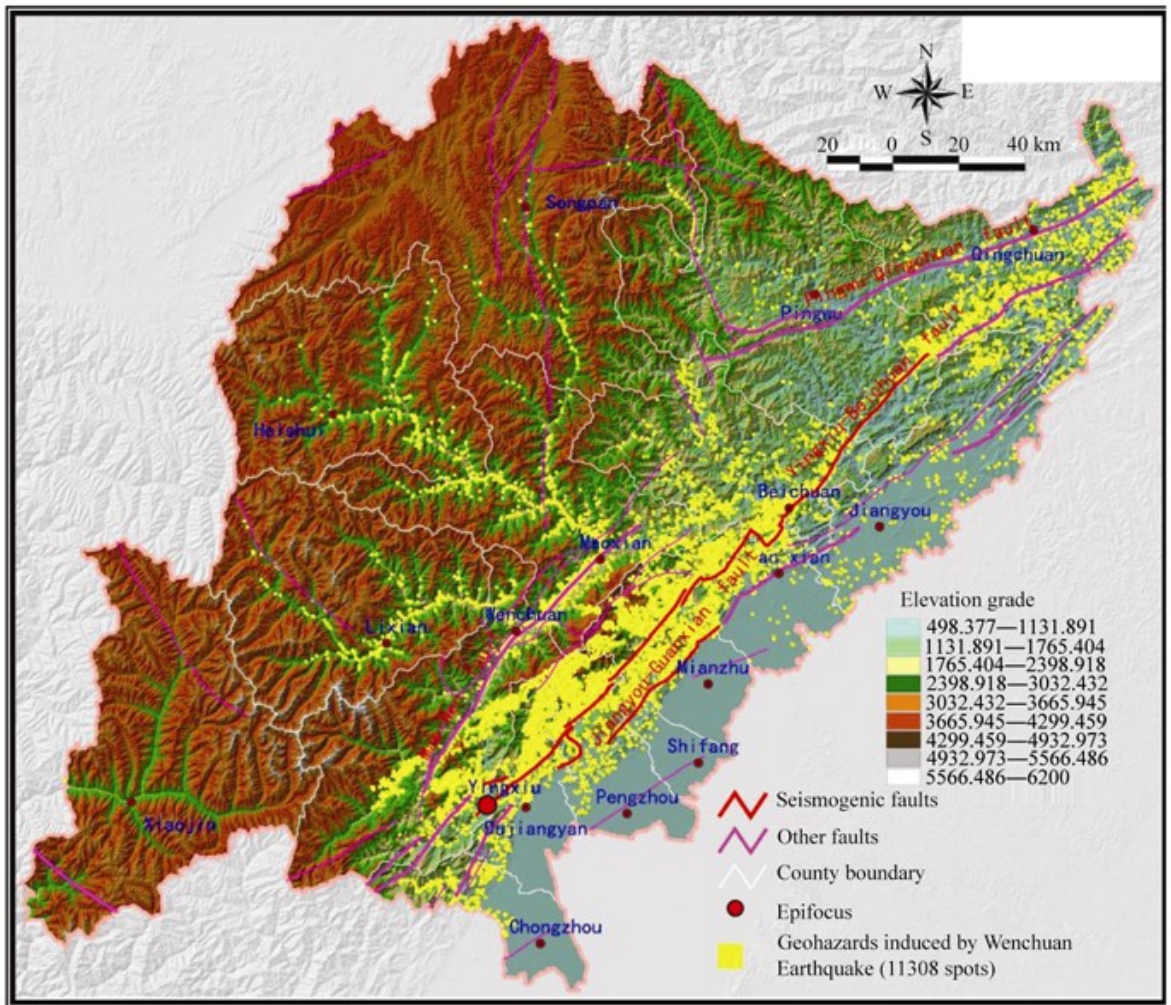 N
W E
S
20 0 20 40 km
Songpan
Qingchuan fault
Qingchuan
Pingwu
Yingxiu-Beichuan fault
Heishui
Beichuan
Jiangyou
Maoxian
an xian
Wenchuan
Lixian
Jiangyou-Guanxian fault
Mianzhu
Shifang
Yingxiu
Pengzhou
Dujiangyan
Xiaojin
Chongzhou
Elevation grade
498.377—1131.891
1131.891—1765.404
1765.404—2398.918
2398.918—3032.432
3032.432—3665.945
3665.945—4299.459
4299.459—4932.973
4932.973—5566.486
5566.486—6200
Seismogenic faults
Other faults
County boundary
Epifocus
Geohazards induced by Wenchuan
Earthquake (11308 spots)